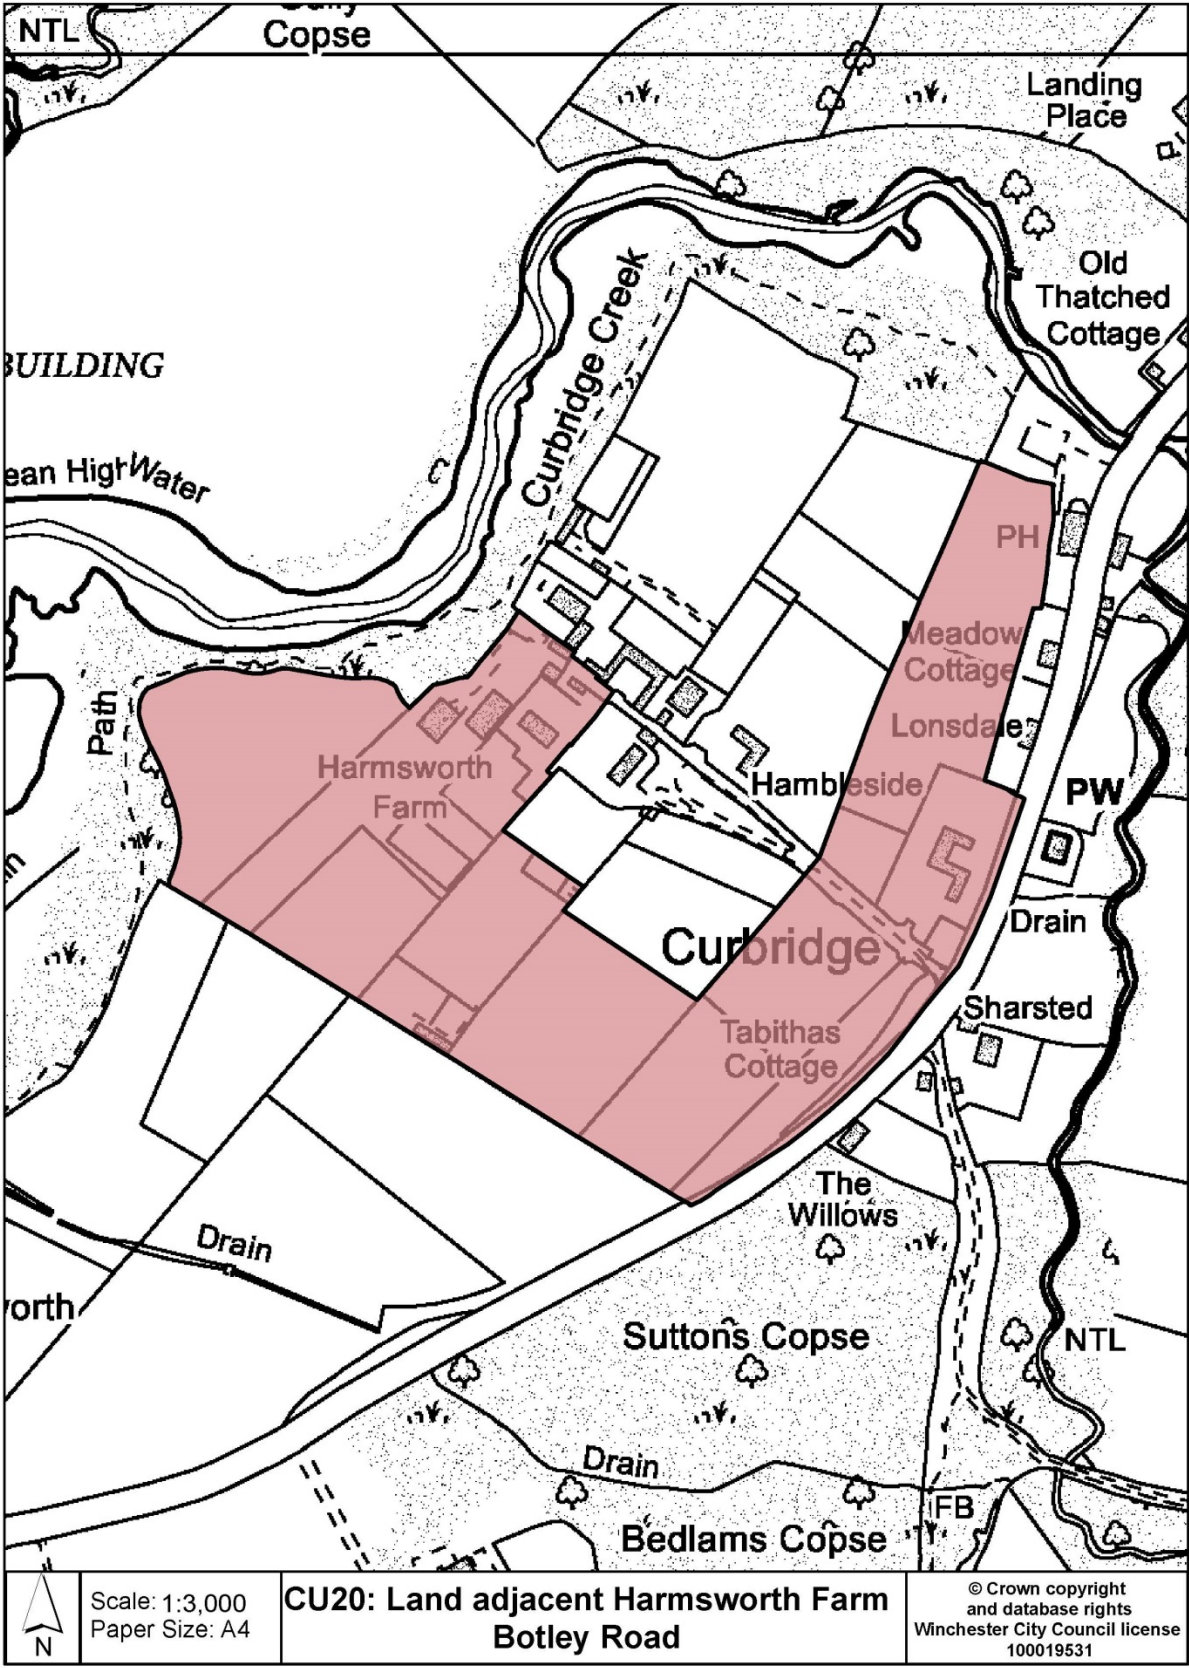 NTL
Copse
Landing
Place
Old
Thatched
Cottage
Curbridge Creek
BUILDING
ean High Water
PH
Meadow
Cottage
Path
Lonsdale
Harmsworth
Farm
Hambleside
PW
Curbridge
Drain
Sharsted
Tabithas
Cottage
The
Willows
Drain
orth
Suttons Copse
NTL
Drain
FB
Bedlams Copse
N
Scale: 1:3,000
Paper Size: A4
CU20: Land adjacent Harmsworth Farm
Botley Road
© Crown copyright
and database rights
Winchester City Council license
100019531